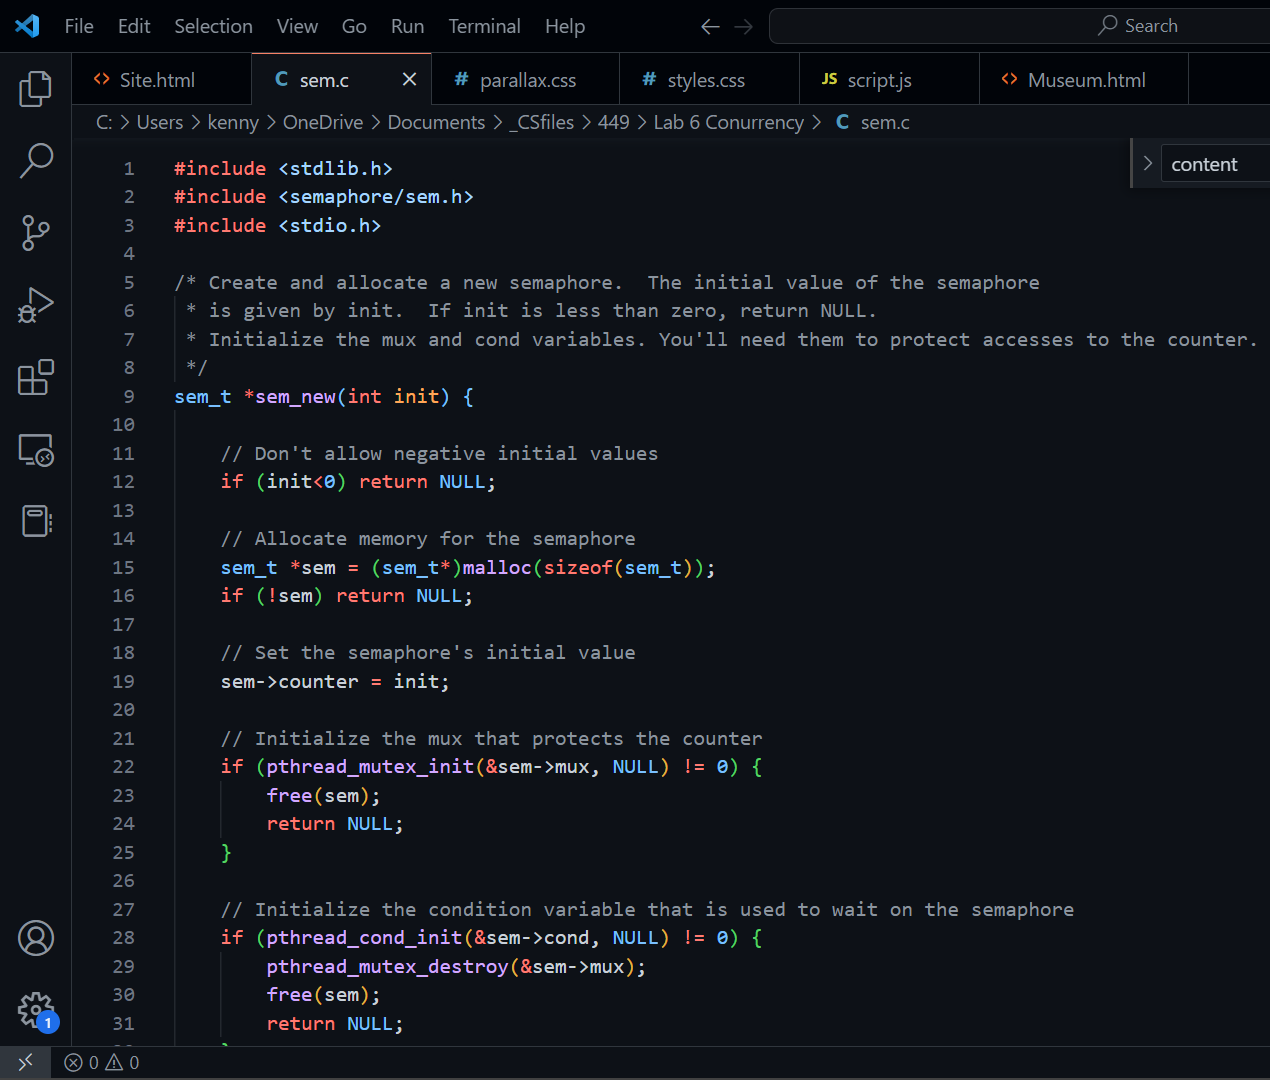 File Edit Selection View Go Run Terminal Help Search
Site.html sem.c parallax.css styles.css JS script.js Museum.html
C: > Users > kenny > OneDrive > Documents > _CSfiles > 449 > Lab 6 Conurrency > C sem.c
content
1 #include <stdlib.h>
2 #include <semaphore/sem.h>
3 #include <stdio.h>
4
5 /* Create and allocate a new semaphore.  The initial value of the semaphore
6  * is given by init.  If init is less than zero, return NULL.
7  * Initialize the mux and cond variables. You'll need them to protect accesses to the counter.
8  */
9 sem_t *sem_new(int init) {
10
11     // Don't allow negative initial values
12     if (init<0) return NULL;
13
14     // Allocate memory for the semaphore
15     sem_t *sem = (sem_t*)malloc(sizeof(sem_t));
16     if (!sem) return NULL;
17
18     // Set the semaphore's initial value
19     sem->counter = init;
20
21     // Initialize the mux that protects the counter
22     if (pthread_mutex_init(&sem->mux, NULL) != 0) {
23         free(sem);
24         return NULL;
25     }
26
27     // Initialize the condition variable that is used to wait on the semaphore
28     if (pthread_cond_init(&sem->cond, NULL) != 0) {
29         pthread_mutex_destroy(&sem->mux);
30         free(sem);
31         return NULL;
1
0 0